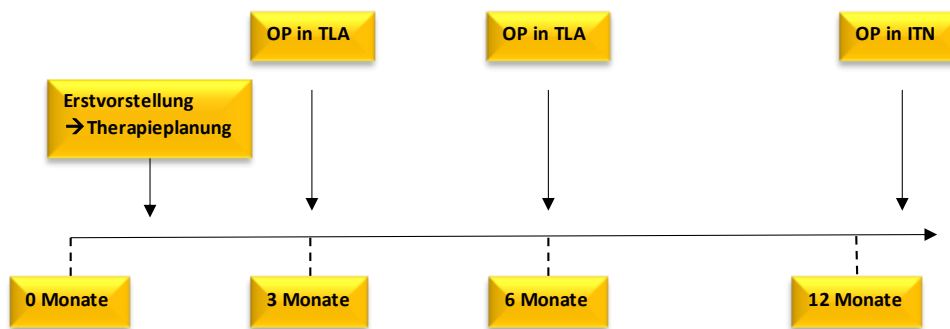 OP in TLA
OP in TLA
OP in ITN
Erstvorstellung
→Therapieplanung
0 Monate
3 Monate
6 Monate
12 Monate